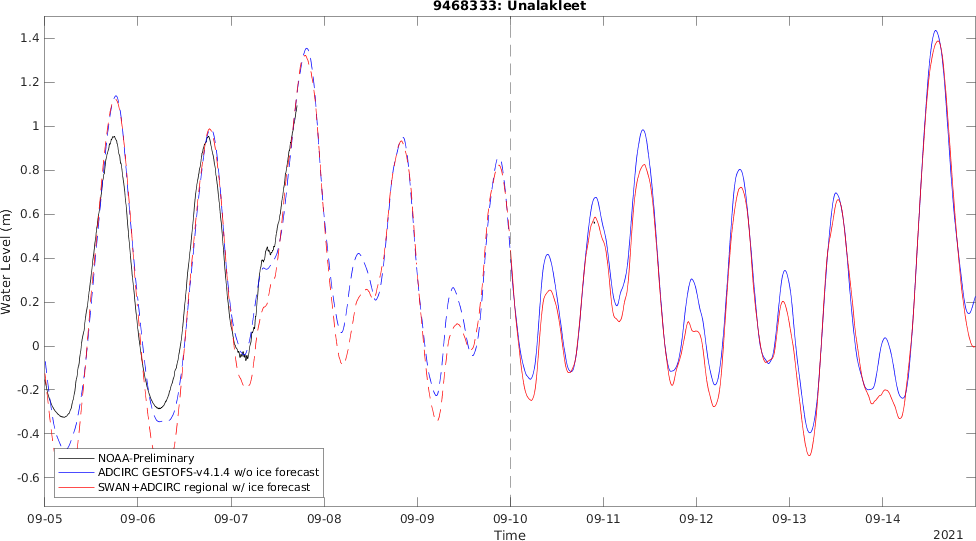 9468333: Unalakleet
Water Level (m)
1.4
1.2
1
0.8
0.6
0.4
0.2
0
-0.2
-0.4
-0.6
NOAA-Preliminary
ADCIRC GESTOFS-v4.1.4 w/o ice forecast
SWAN+ADCIRC regional w/ ice forecast
09-05 09-06 09-07 09-08 09-09 09-10 09-11 09-12 09-13 09-14
Time
2021